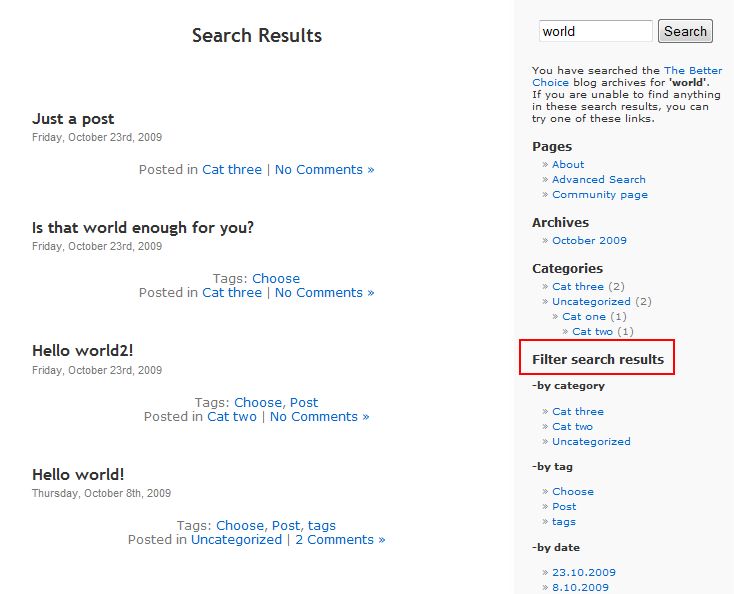 Search Results
Just a post
Friday, October 23rd, 2009
Posted in Cat three | No Comments »
Is that world enough for you?
Friday, October 23rd, 2009
Tags: Choose
Posted in Cat three | No Comments »
Hello world2!
Friday, October 23rd, 2009
Tags: Choose, Post
Posted in Cat two | No Comments »
Hello world!
Thursday, October 8th, 2009
Tags: Choose, Post, tags
Posted in Uncategorized | 2 Comments »
world Search
You have searched the The Better
Choice blog archives for 'world'.
If you are unable to find anything
in these search results, you can
try one of these links.
Pages
» About
» Advanced Search
» Community page
Archives
» October 2009
Categories
» Cat three (2)
» Uncategorized (2)
» Cat one (1)
» Cat two (1)
Filter search results
-by category
» Cat three
» Cat two
» Uncategorized
-by tag
» Choose
» Post
» tags
-by date
» 23.10.2009
» 8.10.2009